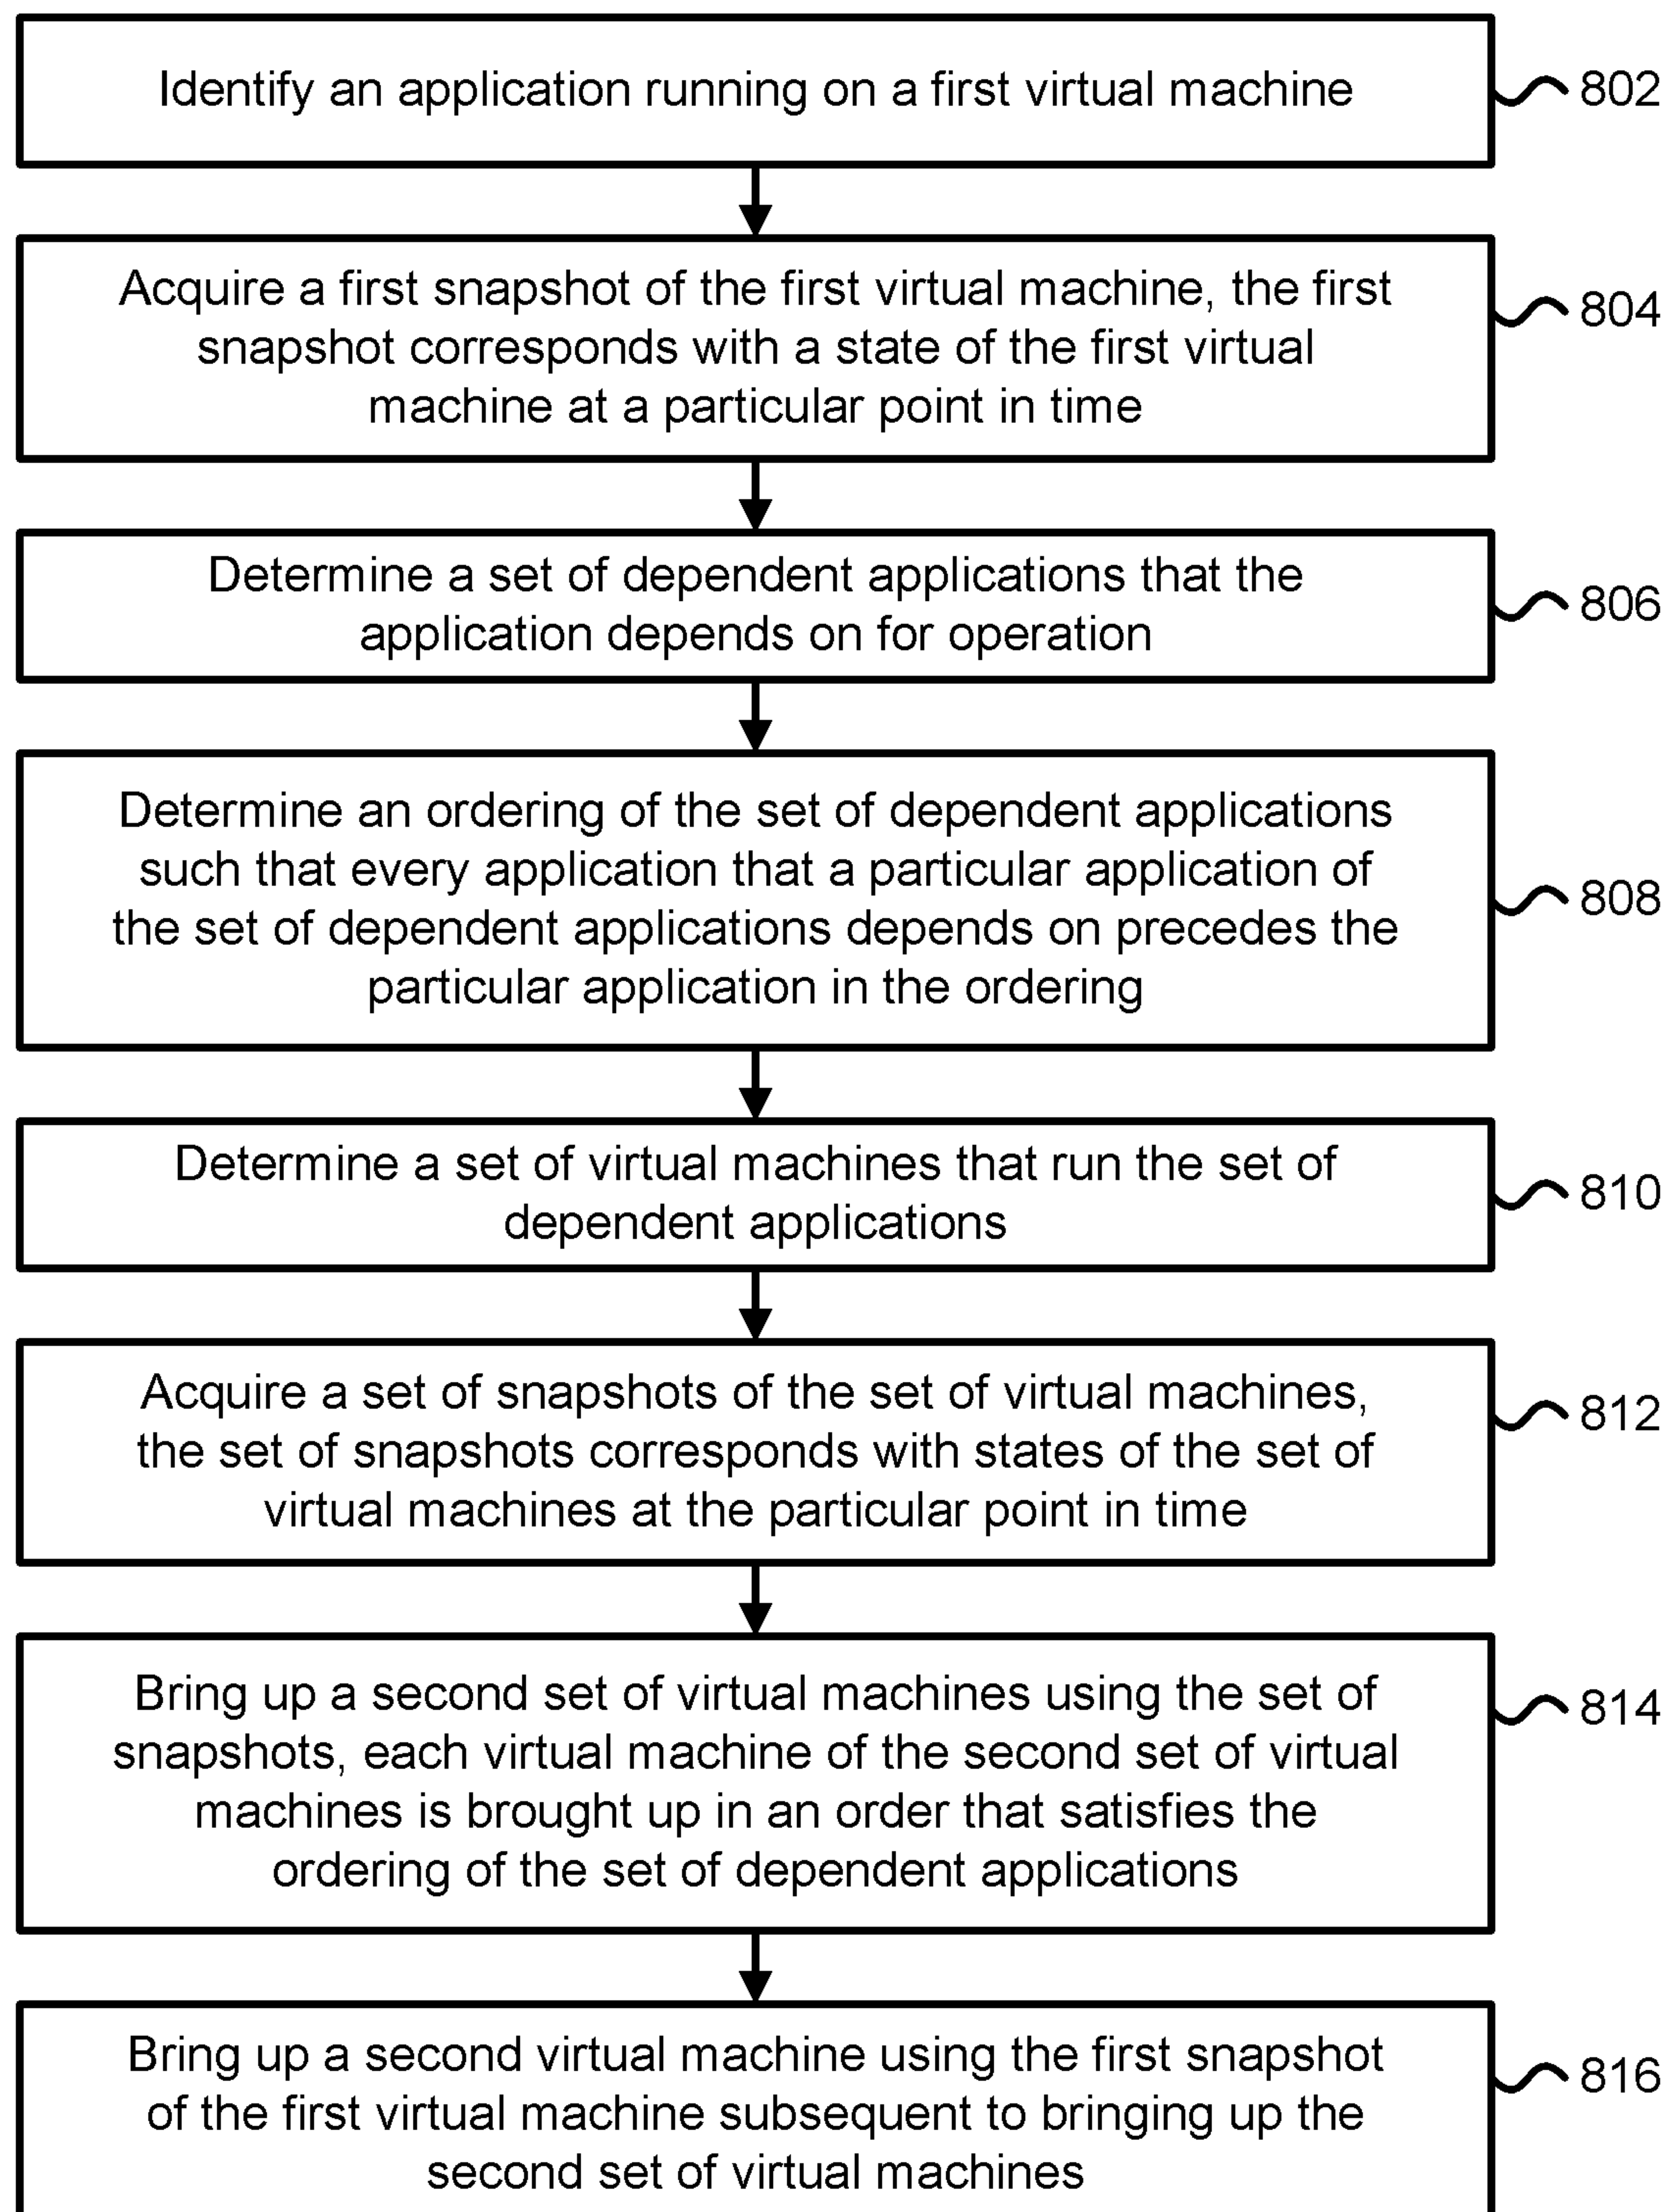 Identify an application running on a first virtual machine
802
Acquire a first snapshot of the first virtual machine, the first
snapshot corresponds with a state of the first virtual
machine at a particular point in time
804
Determine a set of dependent applications that the
application depends on for operation
806
Determine an ordering of the set of dependent applications
such that every application that a particular application of
the set of dependent applications depends on precedes the
particular application in the ordering
808
Determine a set of virtual machines that run the set of
dependent applications
810
Acquire a set of snapshots of the set of virtual machines,
the set of snapshots corresponds with states of the set of
virtual machines at the particular point in time
812
Bring up a second set of virtual machines using the set of
snapshots, each virtual machine of the second set of virtual
machines is brought up in an order that satisfies the
ordering of the set of dependent applications
814
Bring up a second virtual machine using the first snapshot
of the first virtual machine subsequent to bringing up the
second set of virtual machines
816